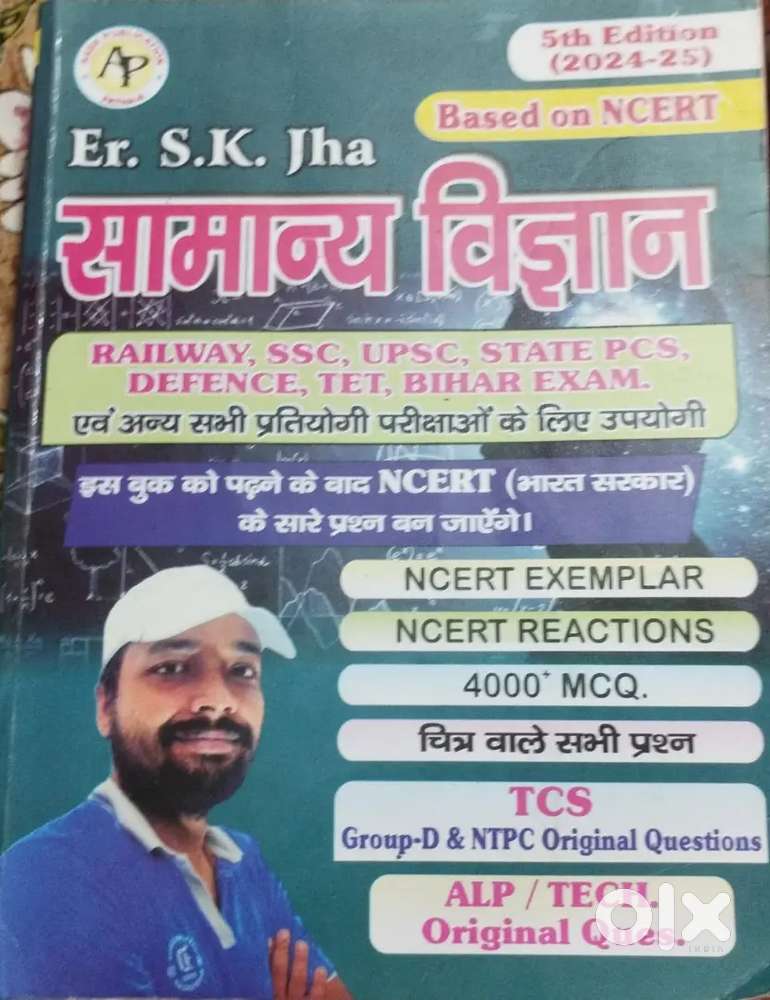 AP
5th Edition
(2024-25)
Based on NCERT
Er. S.K. Jha
सामान्य विज्ञान
RAILWAY, SSC, UPSC, STATE PCS,
DEFENCE, TET, BIHAR EXAM.
एवं अन्य सभी प्रतियोगी परीक्षाओं के लिए उपयोगी
इस बुक को पढ़ने के बाद NCERT (भारत सरकार)
के सारे प्रश्न बन जाऐंगे।
NCERT EXEMPLAR
NCERT REACTIONS
4000+ MCQ.
चित्र वाले सभी प्रश्न
TCS
Group-D & NTPC Original Questions
ALP / TECH.
Original Ques.
olx
INDIA